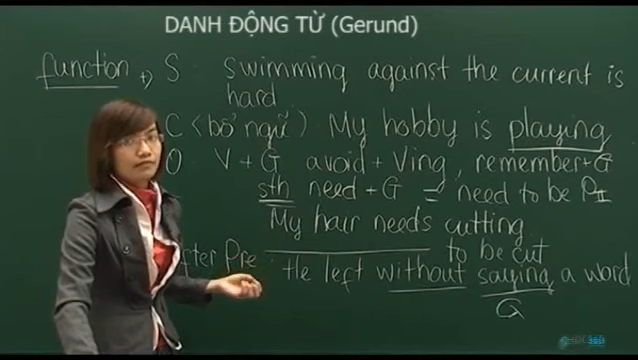 DANH ĐỘNG TỪ (Gerund)
function +, S swimming against the current is
hard
C (bổ ngữ) My hobby is playing
O V + G avoid + Ving, remember + G
sth need + G = need to be PII
My hair needs cutting
to be cut
After Pre He left without saying a word
G